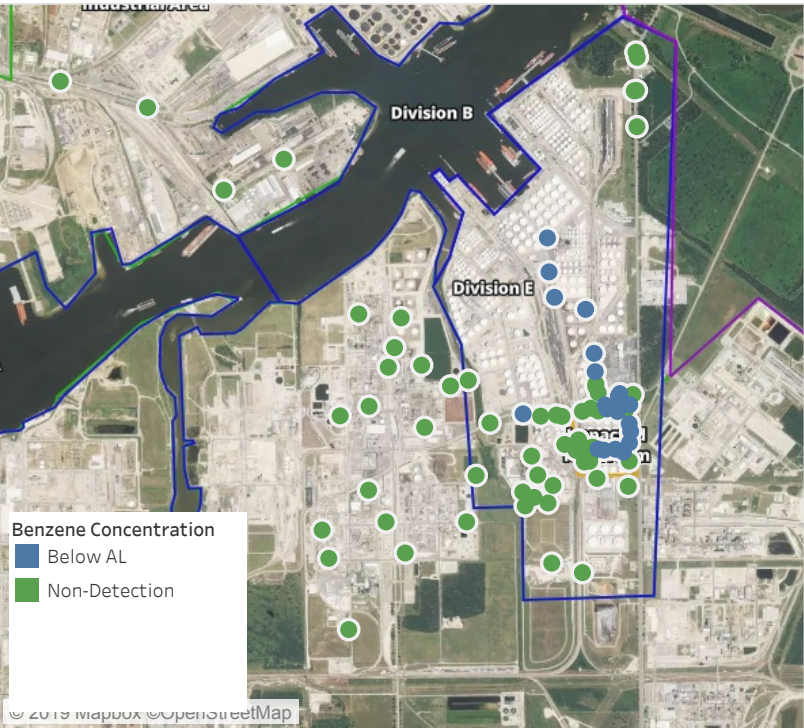 Industrial Area
Division B
Division E
Benzene Concentration
Below AL
Non-Detection
© 2019 Mapbox ©OpenStreetMap